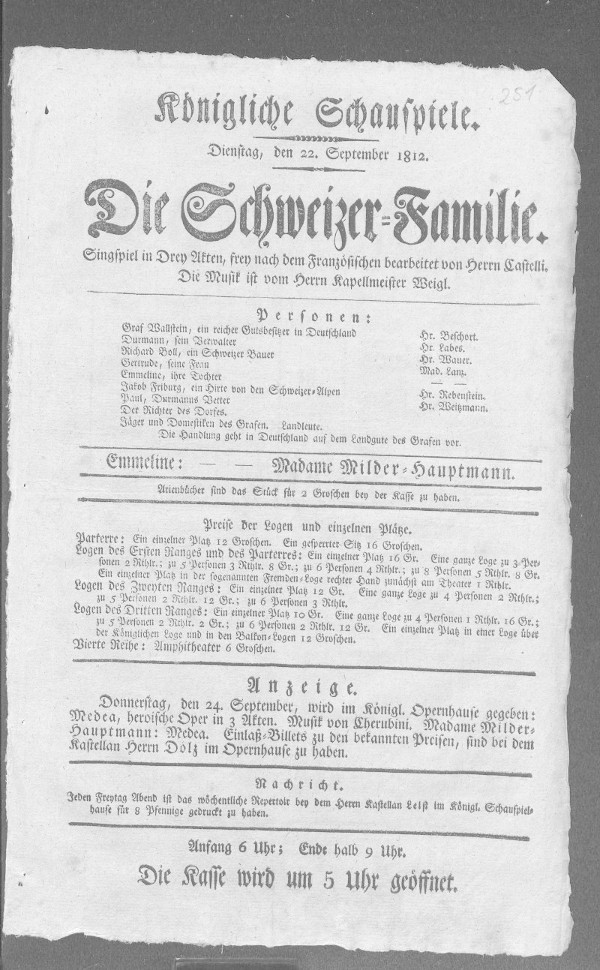 251
Königliche Schauspiele.
Dienstag, den 22. September 1812.
Die Schweizer-Familie.
Singspiel in Drey Akten, frey nach dem Französischen bearbeitet von Herrn Castelli.
Die Musik ist vom Herrn Kapellmeister Weigl.
Personen:
Graf Wallstein, ein reicher Gutsbesitzer in Deutschland Hr. Beschort.
Durmann, sein Verwalter Hr. Labes.
Richard Boll, ein Schweizer Bauer Hr. Wauer.
Gertrude, seine Frau Mad. Lanz.
Emmeline, ihre Tochter — —
Jakob Friburg, ein Hirte von den Schweizer-Alpen Hr. Rebenstein.
Paul, Durmanns Vetter Hr. Weitzmann.
Der Richter des Dorfes.
Jäger und Domestiken des Grafen. Landleute.
Die Handlung geht in Deutschland auf dem Landgute des Grafen vor.
Emmeline: — — Madame Milder-Hauptmann.
Arienbücher sind das Stück für 2 Groschen bey der Kasse zu haben.
Preise der Logen und einzelnen Plätze.
Parterre: Ein einzelner Platz 12 Groschen. Ein gesperrter Sitz 16 Groschen.
Logen des Ersten Ranges und des Parterres: Ein einzelner Platz 16 Gr. Eine ganze Loge zu 3 Per-
sonen 2 Rthlr.; zu 5 Personen 3 Rthlr. 8 Gr.; zu 6 Personen 4 Rthlr.; zu 8 Personen 5 Rthlr. 8 Gr.
Ein einzelner Platz in der sogenannten Fremden-Loge rechter Hand zunächst am Theater 1 Rthlr.
Logen des Zweyten Ranges: Ein einzelner Platz 12 Gr. Eine ganze Loge zu 4 Personen 2 Rthlr.;
zu 5 Personen 2 Rthlr. 12 Gr.; zu 6 Personen 3 Rthlr.
Logen des Dritten Ranges: Ein einzelner Platz 10 Gr. Eine ganze Loge zu 4 Personen 1 Rthlr. 16 Gr.;
zu 5 Personen 2 Rthlr. 2 Gr.; zu 6 Personen 2 Rthlr. 12 Gr. Ein einzelner Platz in einer Loge über
der Königlichen Loge und in den Balkon-Logen 12 Groschen.
Vierte Reihe: Amphitheater 6 Groschen.
Anzeige.
Donnerstag, den 24. September, wird im Königl. Opernhause gegeben:
Medea, heroische Oper in 3 Akten. Musik von Cherubini. Madame Milder-
Hauptmann: Medea. Einlaß-Billets zu den bekannten Preisen, sind bei dem
Kastellan Herrn Dölz im Opernhause zu haben.
Nachricht.
Jeden Freytag Abend ist das wöchentliche Repertoir bey dem Herrn Kastellan Leist im Königl. Schauspiel-
hause für 8 Pfennige gedruckt zu haben.
Anfang 6 Uhr; Ende halb 9 Uhr.
Die Kasse wird um 5 Uhr geöffnet.